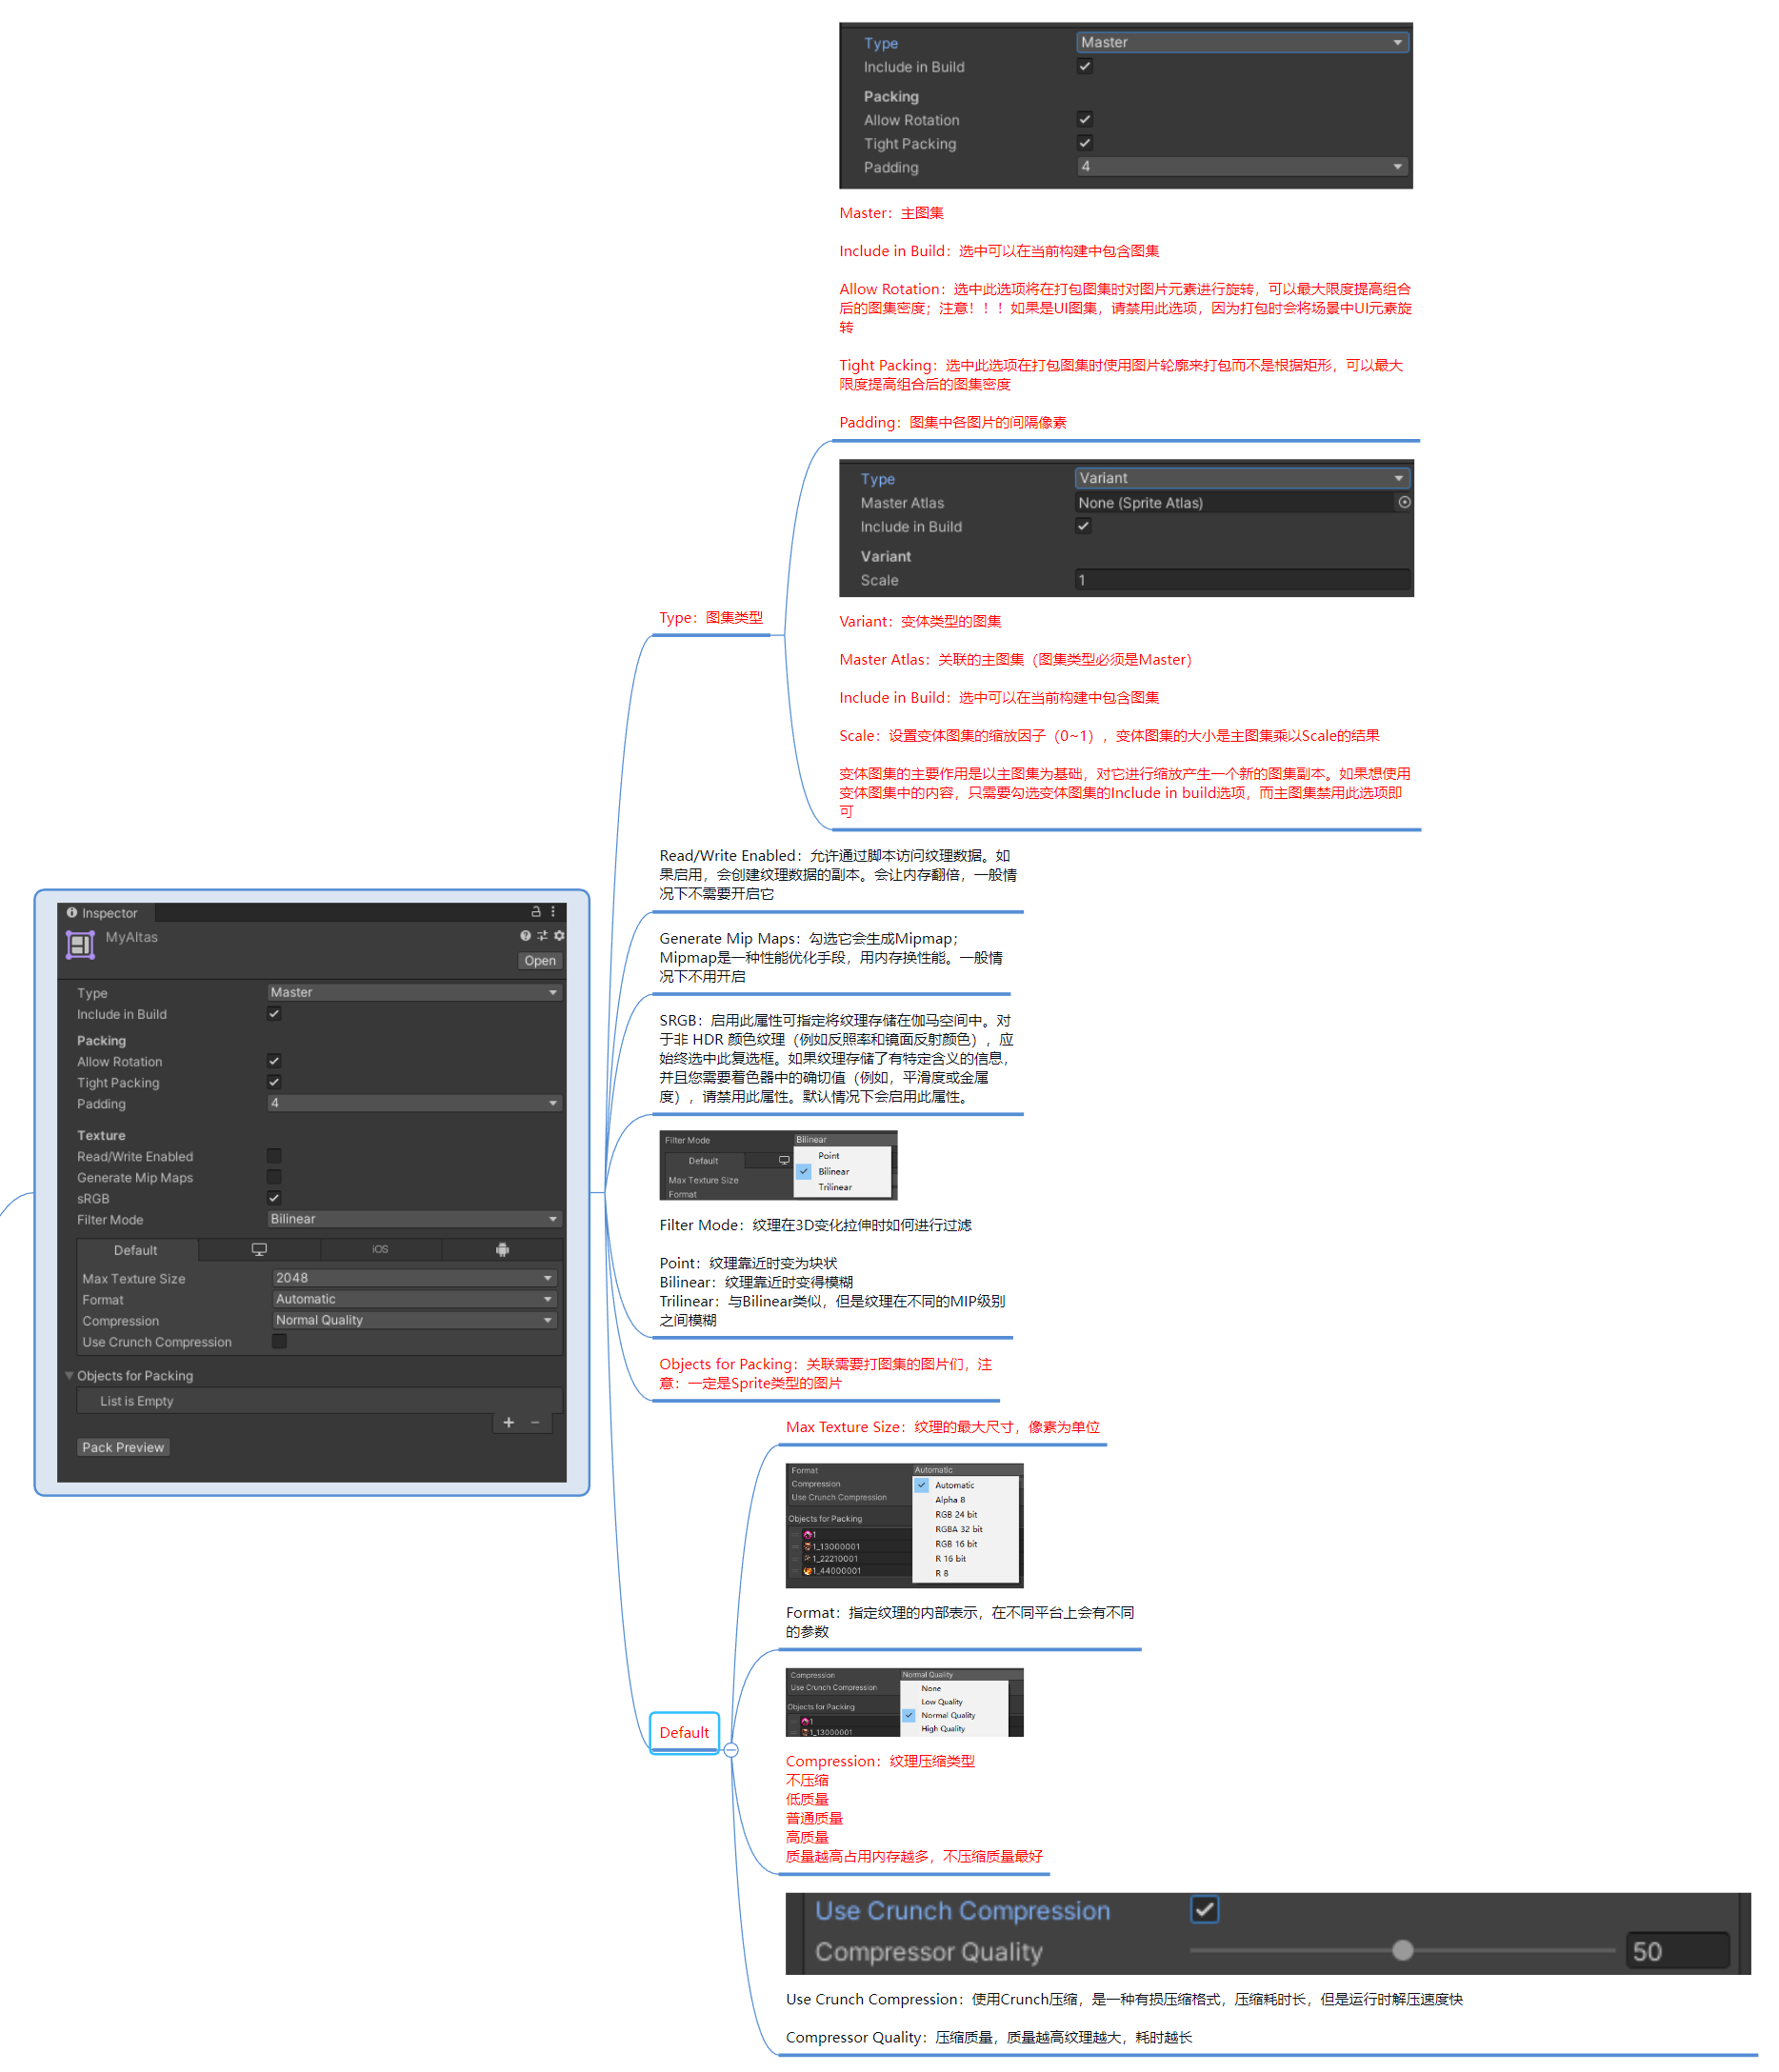 Inspector
MyAltas
Open
Type Master
Include in Build
Packing
Allow Rotation
Tight Packing
Padding 4
Texture
Read/Write Enabled
Generate Mip Maps
sRGB
Filter Mode Bilinear
Default iOS
Max Texture Size 2048
Format Automatic
Compression Normal Quality
Use Crunch Compression
Objects for Packing
List is Empty
+ −
Pack Preview
Type：图集类型
Type Master
Include in Build
Packing
Allow Rotation
Tight Packing
Padding 4
Master：主图集
Include in Build：选中可以在当前构建中包含图集
Allow Rotation：选中此选项将在打包图集时对图片元素进行旋转，可以最大限度提高组合
后的图集密度；注意！！！如果是UI图集，请禁用此选项，因为打包时会将场景中UI元素旋
转
Tight Packing：选中此选项在打包图集时使用图片轮廓来打包而不是根据矩形，可以最大
限度提高组合后的图集密度
Padding：图集中各图片的间隔像素
Type Variant
Master Atlas None (Sprite Atlas)
Include in Build
Variant
Scale 1
Variant：变体类型的图集
Master Atlas：关联的主图集（图集类型必须是Master）
Include in Build：选中可以在当前构建中包含图集
Scale：设置变体图集的缩放因子（0~1），变体图集的大小是主图集乘以Scale的结果
变体图集的主要作用是以主图集为基础，对它进行缩放产生一个新的图集副本。如果想使用
变体图集中的内容，只需要勾选变体图集的Include in build选项，而主图集禁用此选项即
可
Read/Write Enabled：允许通过脚本访问纹理数据。如
果启用，会创建纹理数据的副本。会让内存翻倍，一般情
况下不需要开启它
Generate Mip Maps：勾选它会生成Mipmap；
Mipmap是一种性能优化手段，用内存换性能。一般情
况下不用开启
SRGB：启用此属性可指定将纹理存储在伽马空间中。对
于非 HDR 颜色纹理（例如反照率和镜面反射颜色），应
始终选中此复选框。如果纹理存储了有特定含义的信息，
并且您需要着色器中的确切值（例如，平滑度或金属
度），请禁用此属性。默认情况下会启用此属性。
Filter Mode Bilinear
Default Point
Bilinear
Max Texture Size Trilinear
Format
Filter Mode：纹理在3D变化拉伸时如何进行过滤
Point：纹理靠近时变为块状
Bilinear：纹理靠近时变得模糊
Trilinear：与Bilinear类似，但是纹理在不同的MIP级别
之间模糊
Objects for Packing：关联需要打图集的图片们，注
意：一定是Sprite类型的图片
Default
Max Texture Size：纹理的最大尺寸，像素为单位
Format Automatic
Compression Automatic
Use Crunch Compression Alpha 8
RGB 24 bit
Objects for Packing RGBA 32 bit
1 RGB 16 bit
1_13000001 R 16 bit
1_22210001 R 8
1_44000001
Format：指定纹理的内部表示，在不同平台上会有不同
的参数
Compression Normal Quality
Use Crunch Compression None
Low Quality
Objects for Packing Normal Quality
1 High Quality
1_13000001
Compression：纹理压缩类型
不压缩
低质量
普通质量
高质量
质量越高占用内存越多，不压缩质量最好
Use Crunch Compression
Compressor Quality 50
Use Crunch Compression：使用Crunch压缩，是一种有损压缩格式，压缩耗时长，但是运行时解压速度快
Compressor Quality：压缩质量，质量越高纹理越大，耗时越长